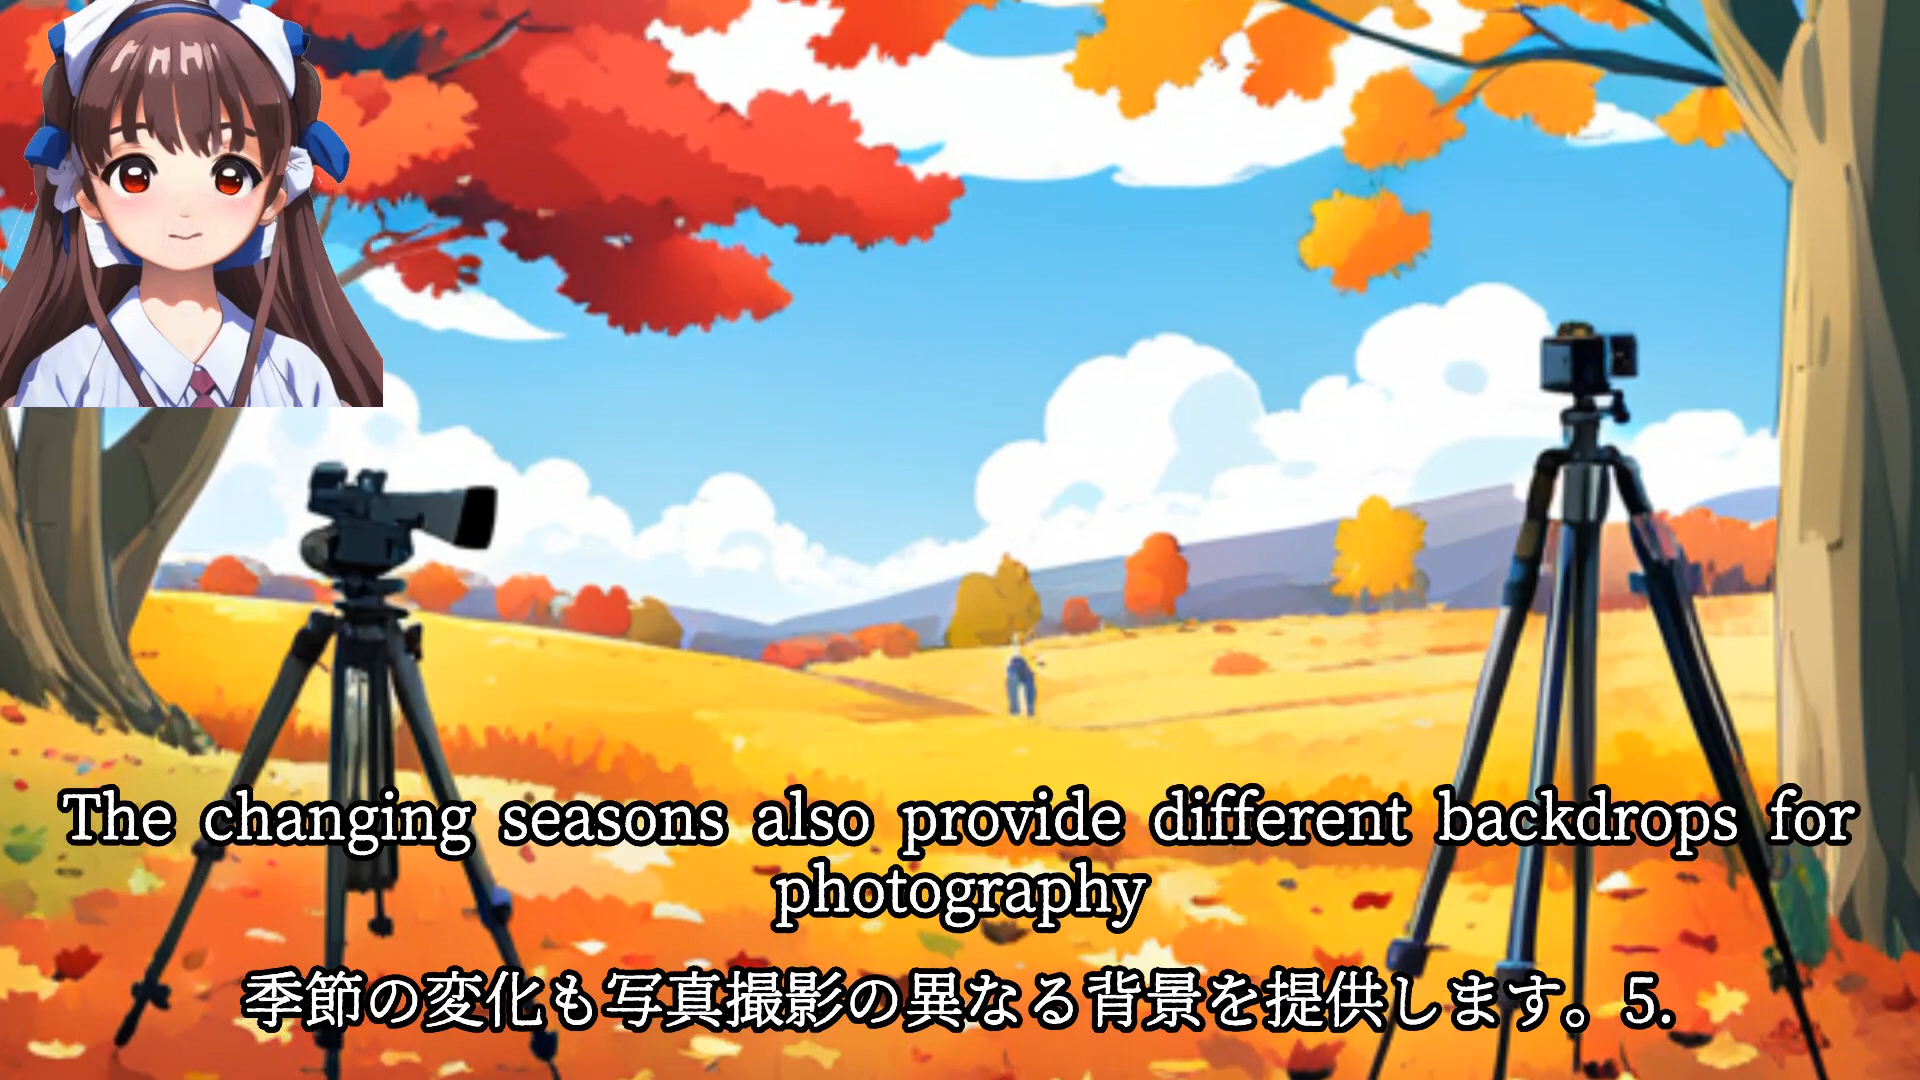 The changing seasons also provide different backdrops for
photography
季節の変化も写真撮影の異なる背景を提供します。5.